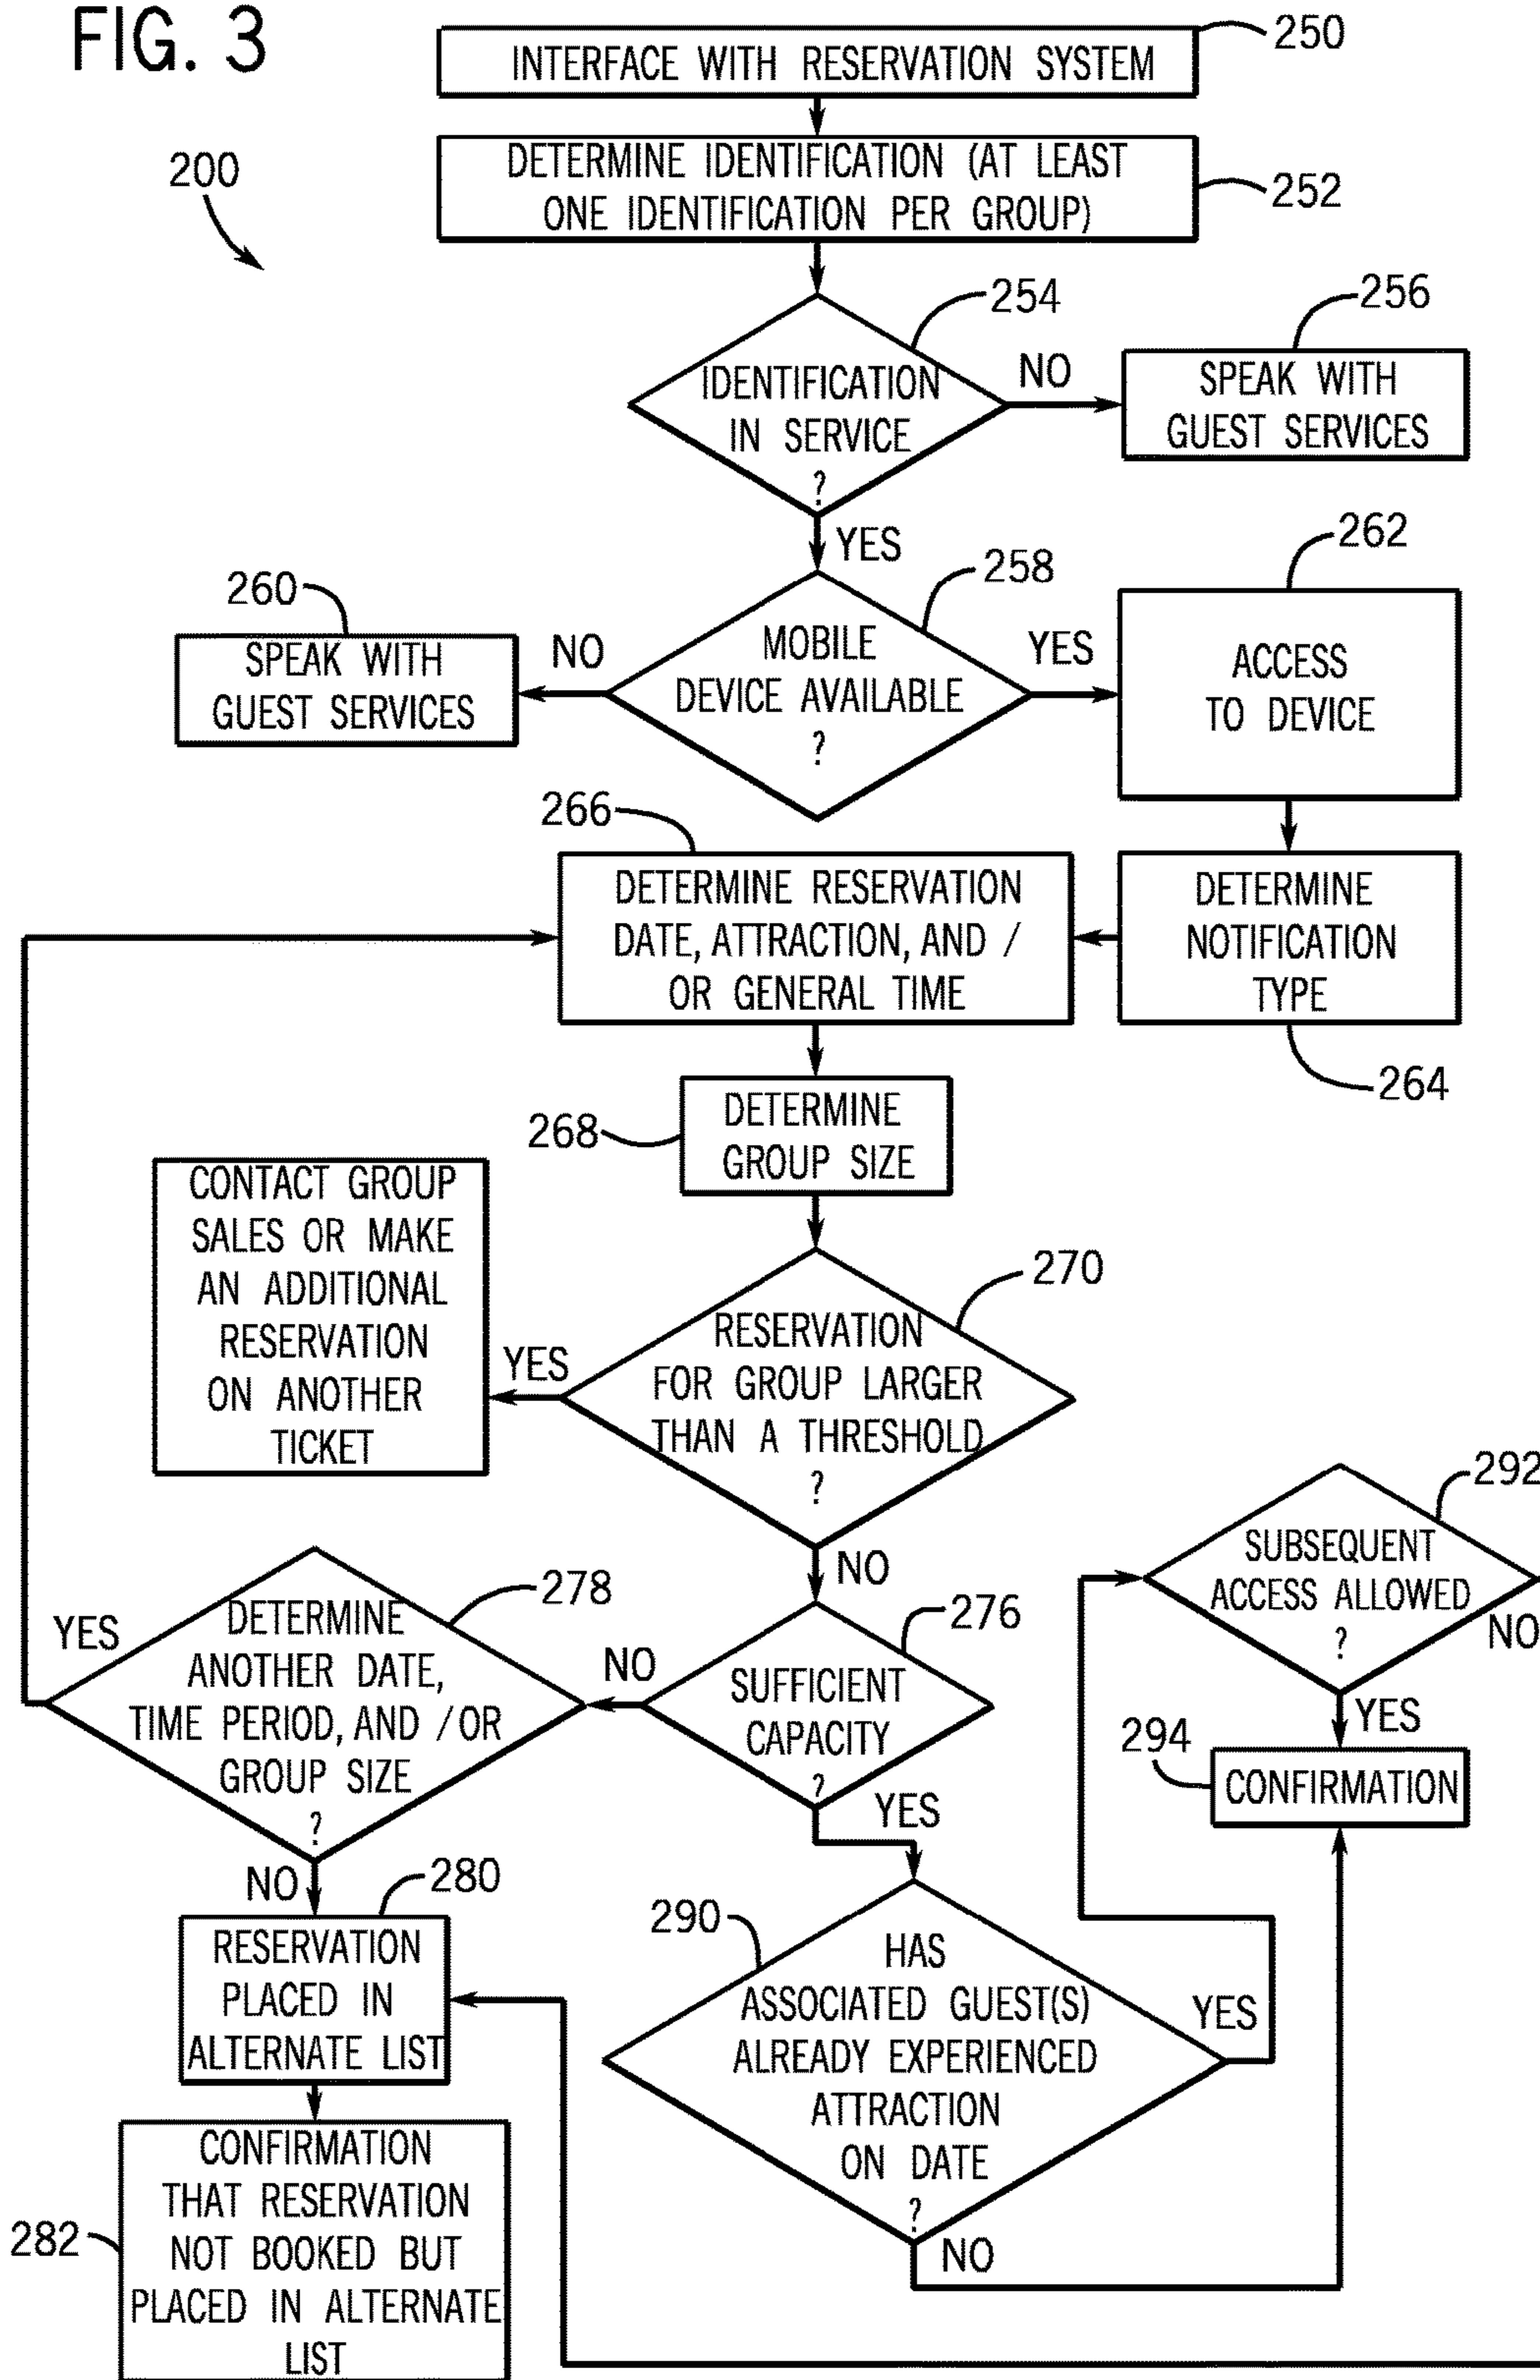 FIG. 3
250
INTERFACE WITH RESERVATION SYSTEM
200
DETERMINE IDENTIFICATION (AT LEAST
ONE IDENTIFICATION PER GROUP)
252
254
IDENTIFICATION
IN SERVICE
?
NO
256
SPEAK WITH
GUEST SERVICES
YES
258
MOBILE
DEVICE AVAILABLE
?
NO
260
SPEAK WITH
GUEST SERVICES
YES
262
ACCESS
TO DEVICE
266
DETERMINE RESERVATION
DATE, ATTRACTION, AND /
OR GENERAL TIME
DETERMINE
NOTIFICATION
TYPE
264
268
DETERMINE
GROUP SIZE
CONTACT GROUP
SALES OR MAKE
AN ADDITIONAL
RESERVATION
ON ANOTHER
TICKET
YES
270
RESERVATION
FOR GROUP LARGER
THAN A THRESHOLD
?
NO
292
SUBSEQUENT
ACCESS ALLOWED
?
NO
YES
278
DETERMINE
ANOTHER DATE,
TIME PERIOD, AND /OR
GROUP SIZE
?
YES
NO
276
SUFFICIENT
CAPACITY
?
NO
YES
294
CONFIRMATION
280
RESERVATION
PLACED IN
ALTERNATE LIST
290
HAS
ASSOCIATED GUEST(S)
ALREADY EXPERIENCED
ATTRACTION
ON DATE
?
YES
NO
282
CONFIRMATION
THAT RESERVATION
NOT BOOKED BUT
PLACED IN ALTERNATE
LIST